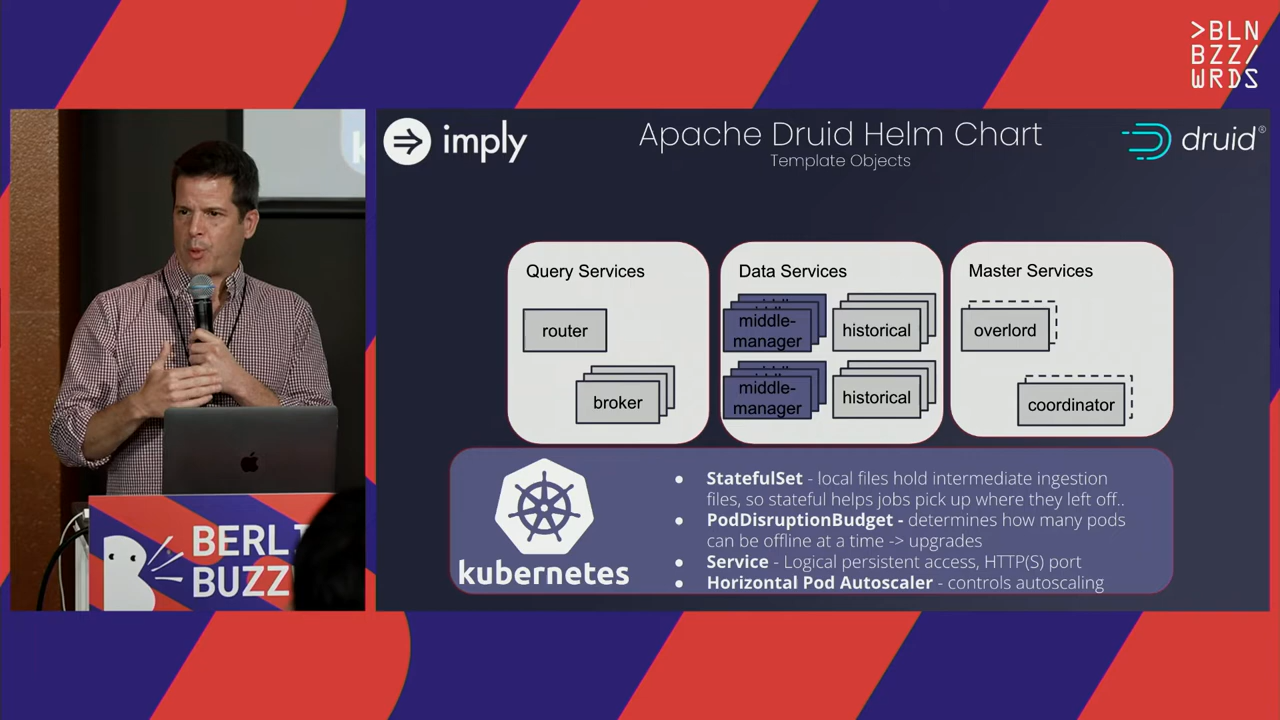 >BLN
BZZ/
WRDS
imply
Apache Druid Helm Chart
Template Objects
druid®
Query Services
router
broker
Data Services
middle-
manager
historical
middle-
manager
historical
Master Services
overlord
coordinator
kubernetes
● StatefulSet - local files hold intermediate ingestion
files, so stateful helps jobs pick up where they left off..
● PodDisruptionBudget - determines how many pods
can be offline at a time -> upgrades
● Service - Logical persistent access, HTTP(S) port
● Horizontal Pod Autoscaler - controls autoscaling
BERLI
BUZZ